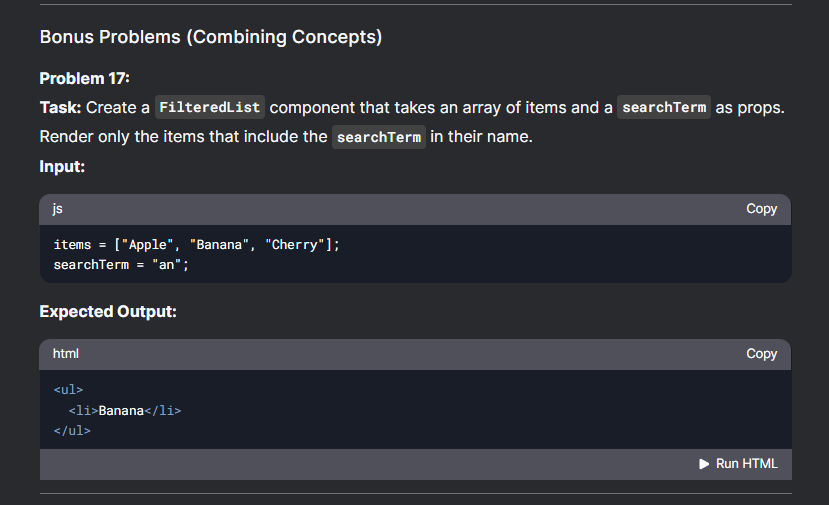 Bonus Problems (Combining Concepts)
Problem 17:
Task: Create a FilteredList component that takes an array of items and a searchTerm as props.
Render only the items that include the searchTerm in their name.
Input:
js Copy
items = ["Apple", "Banana", "Cherry"];
searchTerm = "an";
Expected Output:
html Copy
<ul>
  <li>Banana</li>
</ul>
Run HTML